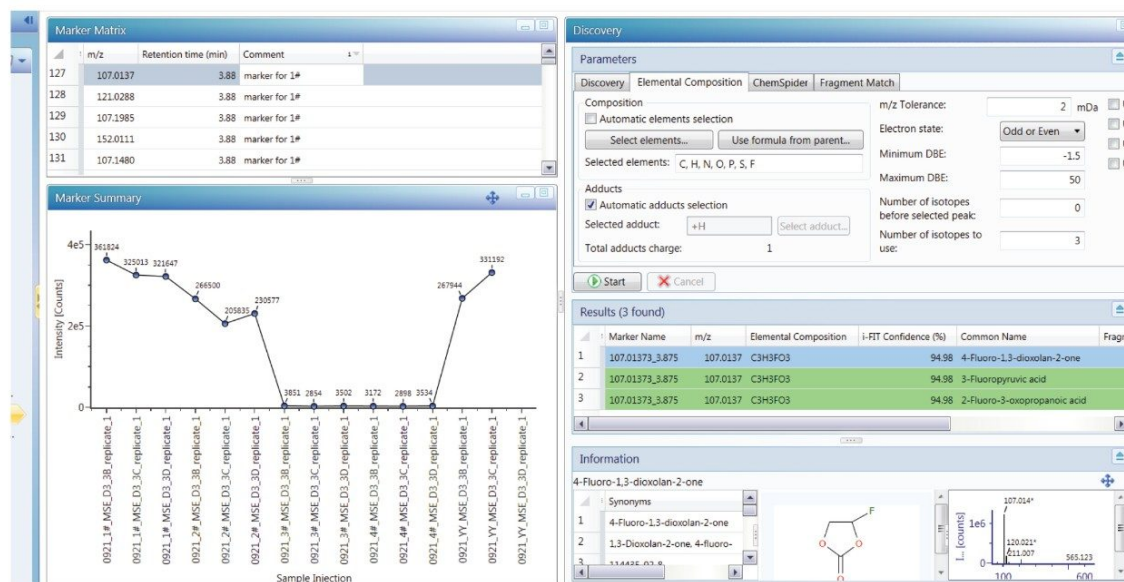 Marker Matrix
m/z Retention time (min) Comment 1
127 107.0137 3.88 marker for 1#
128 121.0288 3.88 marker for 1#
129 107.1985 3.88 marker for 1#
130 152.0111 3.88 marker for 1#
131 107.1480 3.88 marker for 1#
Marker Summary
Intensity [Counts]
4e5
2e5
0
361824
325013
321647
266500
205835
230577
3851
2854
3502
3172
2898
3534
267944
331192
0921_1#_MSE_D3_3B_replicate_1
0921_1#_MSE_D3_3C_replicate_1
0921_1#_MSE_D3_3D_replicate_1
0921_2#_MSE_D3_3B_replicate_1
0921_2#_MSE_D3_3C_replicate_1
0921_2#_MSE_D3_3D_replicate_1
0921_3#_MSE_D3_3B_replicate_1
0921_3#_MSE_D3_3C_replicate_1
0921_3#_MSE_D3_3D_replicate_1
0921_4#_MSE_D3_3B_replicate_1
0921_4#_MSE_D3_3C_replicate_1
0921_4#_MSE_D3_3D_replicate_1
0921_YY_MSE_D3_3B_replicate_1
0921_YY_MSE_D3_3C_replicate_1
0921_YY_MSE_D3_3D_replicate_1
Sample Injection
Discovery
Parameters
Discovery Elemental Composition ChemSpider Fragment Match
Composition
Automatic elements selection
Select elements... Use formula from parent...
Selected elements: C, H, N, O, P, S, F
Adducts
Automatic adducts selection
Selected adduct: +H Select adduct...
Total adducts charge: 1
m/z Tolerance: 2 mDa
Electron state: Odd or Even
Minimum DBE: -1.5
Maximum DBE: 50
Number of isotopes
before selected peak: 0
Number of isotopes to
use: 3
Start Cancel
Results (3 found)
Marker Name m/z Elemental Composition i-FIT Confidence (%) Common Name Fragr
1 107.01373_3.875 107.0137 C3H3FO3 94.98 4-Fluoro-1,3-dioxolan-2-one
2 107.01373_3.875 107.0137 C3H3FO3 94.98 3-Fluoropyruvic acid
3 107.01373_3.875 107.0137 C3H3FO3 94.98 2-Fluoro-3-oxopropanoic acid
Information
4-Fluoro-1,3-dioxolan-2-one
Synonyms
1 4-Fluoro-1,3-dioxolan-2-one
2 1,3-Dioxolan-2-one, 4-fluoro-
3 114435-02-8
F
O O
O
I... [counts]
1e6
0
107.014*
120.021*
211.007
565.123
100 600